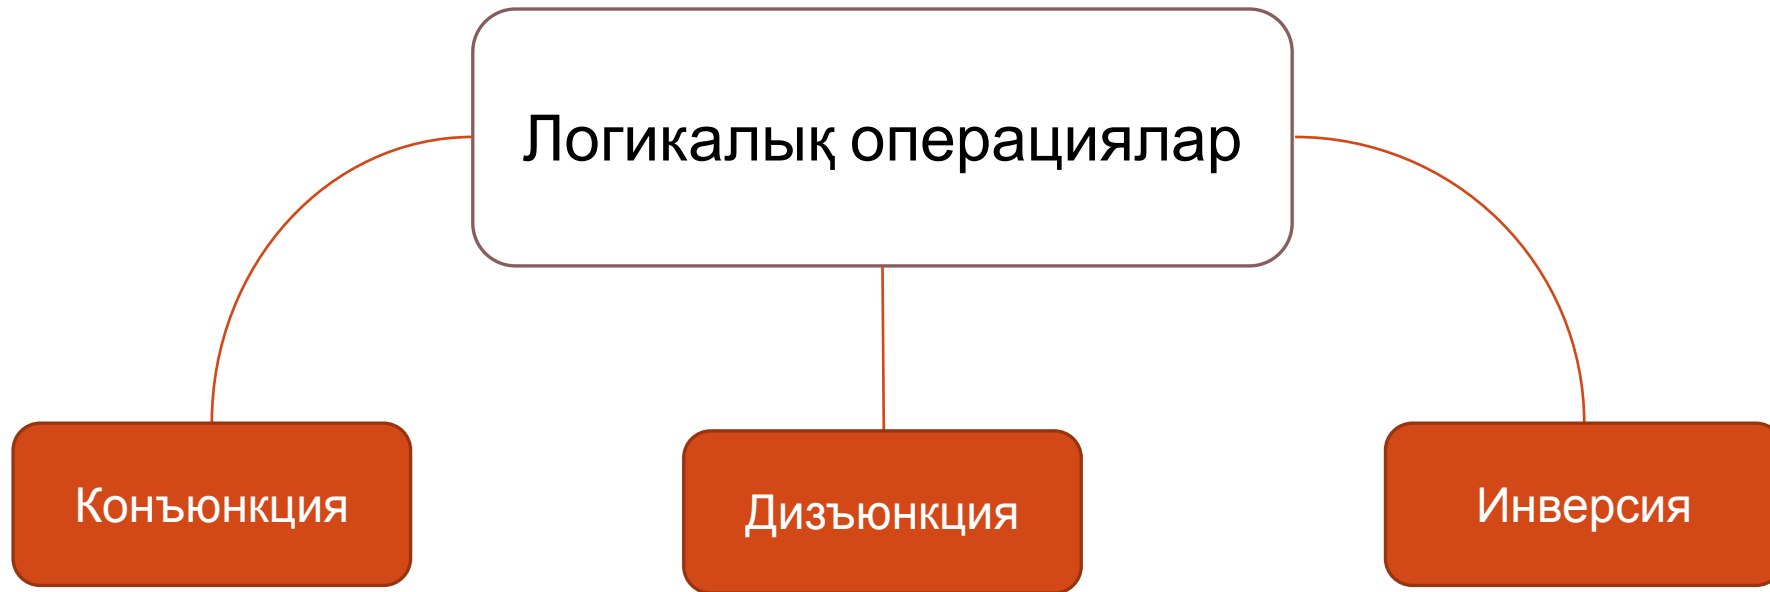 Логикалық операциялар
Конъюнкция
Дизъюнкция
Инверсия